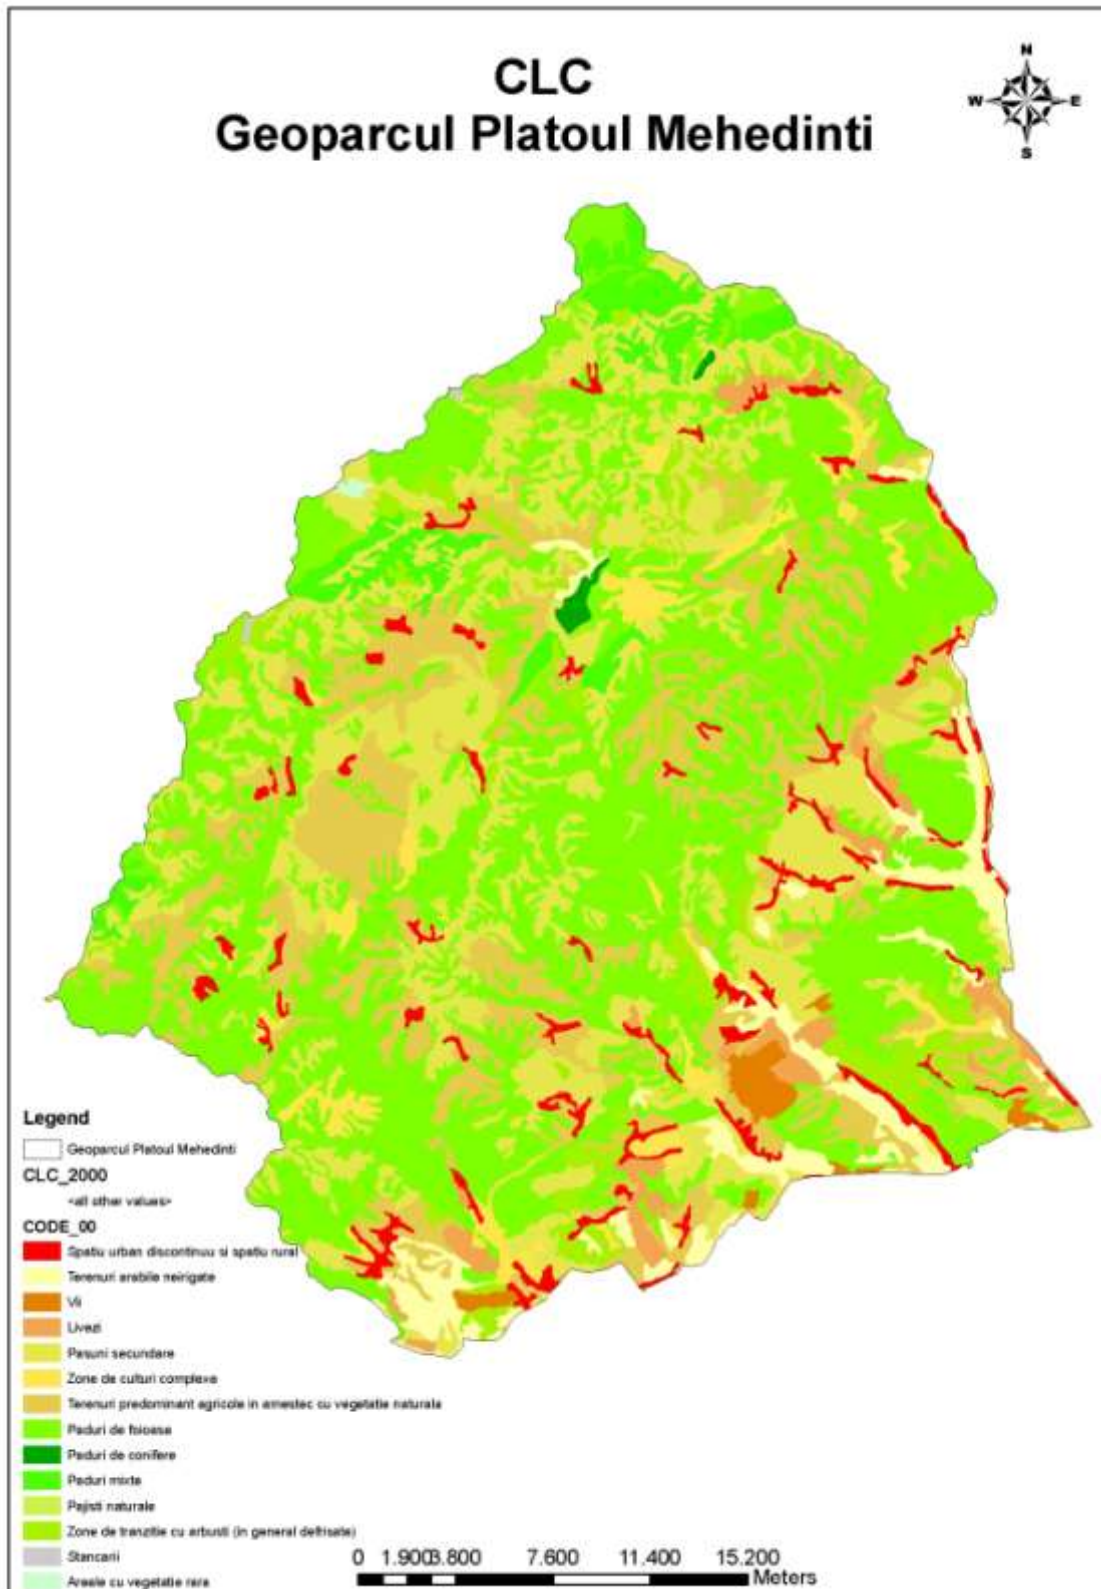 CLC
Geoparcul Platoul Mehedinti
N
W E
S
Legend
Geoparcul Platoul Mehedinti
CLC_2000
<all other values>
CODE_00
Spatiu urban discontinuu si spatiu rural
Terenuri arabile neirigate
Vii
Livezi
Pasuni secundare
Zone de culturi complexe
Terenuri predominant agricole in amestec cu vegetatie naturala
Paduri de foioase
Paduri de conifere
Paduri mixte
Pajisti naturale
Zone de tranzitie cu arbusti (in general defrisate)
Stancarii
Areale cu vegetatie rara
0 1.900 3.800 7.600 11.400 15.200
Meters